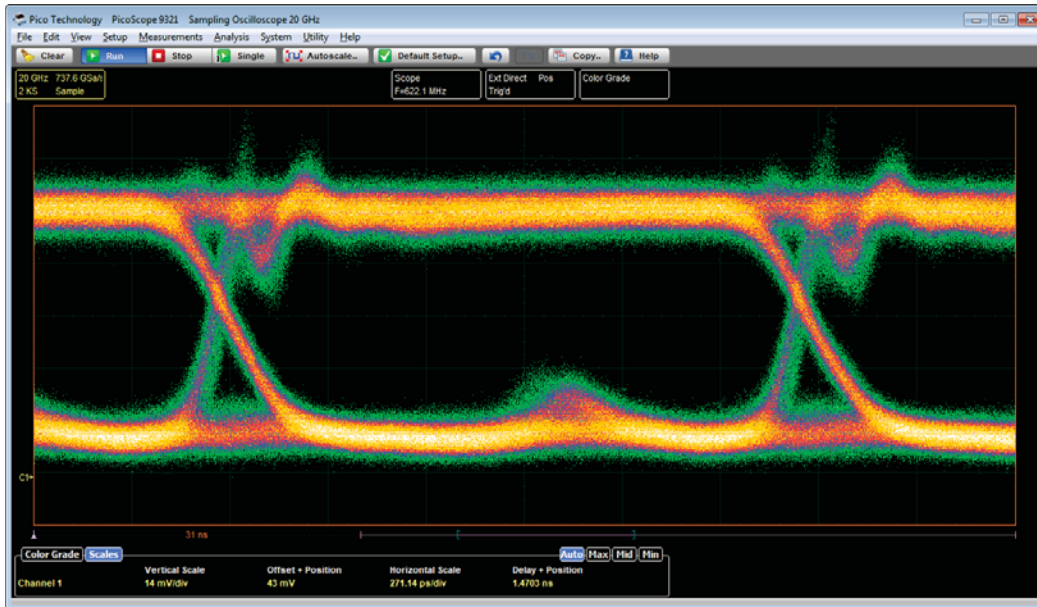 Pico Technology PicoScope 9321 Sampling Oscilloscope 20 GHz
File Edit View Setup Measurements Analysis System Utility Help
Clear Run Stop Single Autoscale.. Default Setup.. Copy.. Help
20 GHz 737.6 GSa/s
2 KS Sample
Scope
F=622.1 MHz
Ext Direct Pos
Trig'd
Color Grade
C1
31 ns
Color Grade Scales Auto Max Mid Min
Vertical Scale Offset + Position Horizontal Scale Delay + Position
Channel 1 14 mV/div 43 mV 271.14 ps/div 1.4703 ns